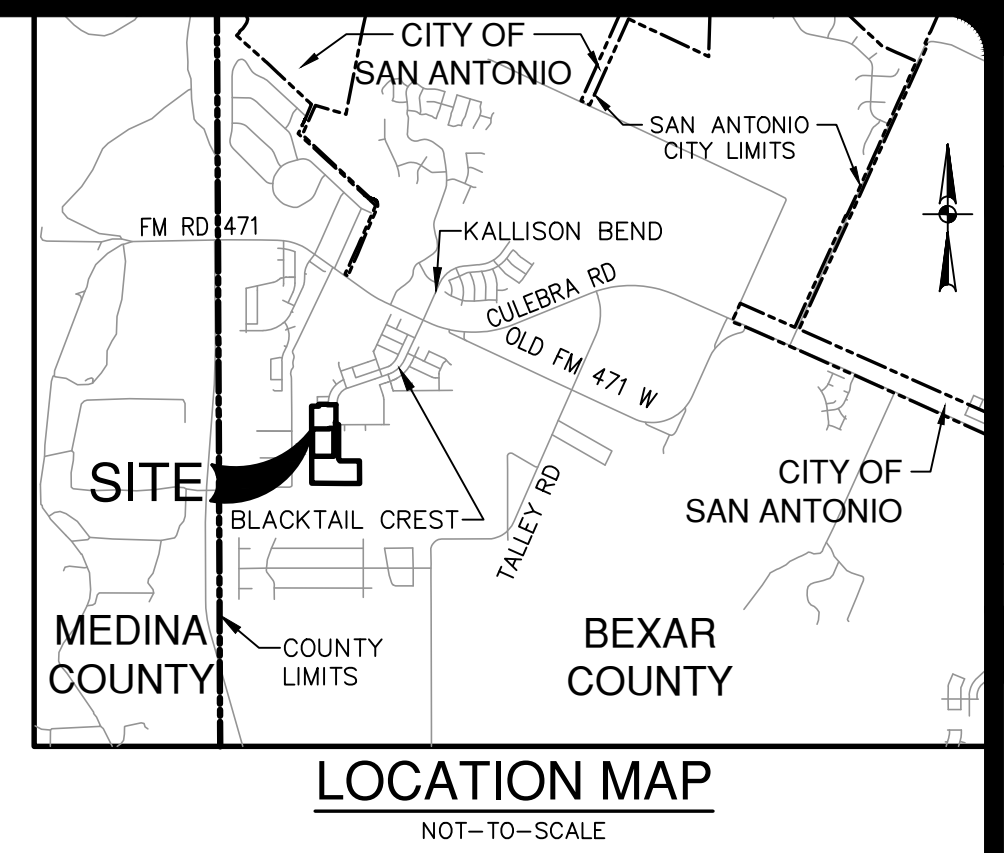 CITY OF
SAN ANTONIO
SAN ANTONIO
CITY LIMITS
FM RD 471
KALLISON BEND
CULEBRA RD
OLD FM 471 W
SITE
CITY OF
SAN ANTONIO
BLACKTAIL CREST
TALLEY RD
MEDINA
COUNTY
COUNTY
LIMITS
BEXAR
COUNTY
LOCATION MAP
NOT-TO-SCALE